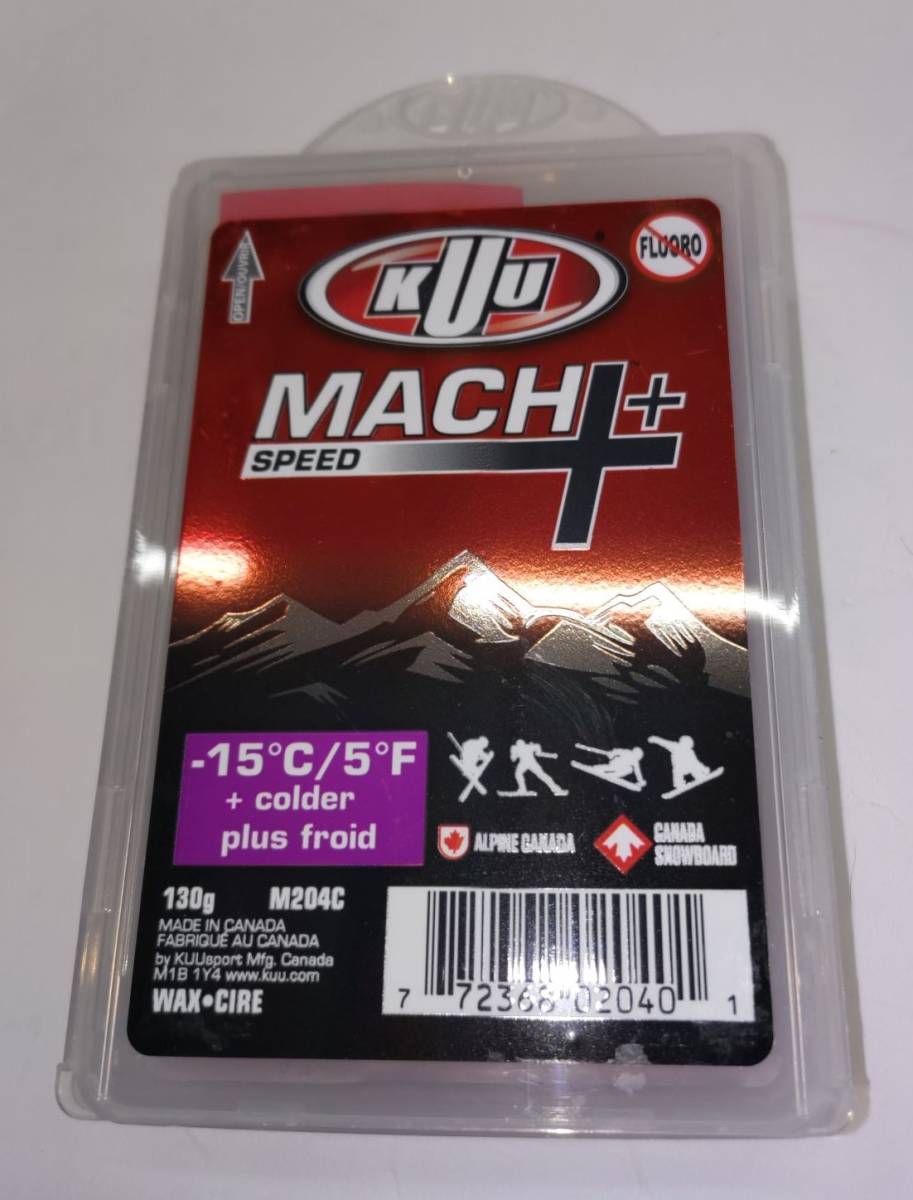 KUU
OPEN/OUVRIR
KUU
FLUORO
MACH++
SPEED
-15°C/5°F
+ colder
plus froid
ALPINE CANADA
CANADA
SNOWBOARD
130g M204C
MADE IN CANADA
FABRIQUÉ AU CANADA
by KUUsport Mfg. Canada
M1B 1Y4 www.kuu.com
WAX•CIRE
7 72368 02040 1